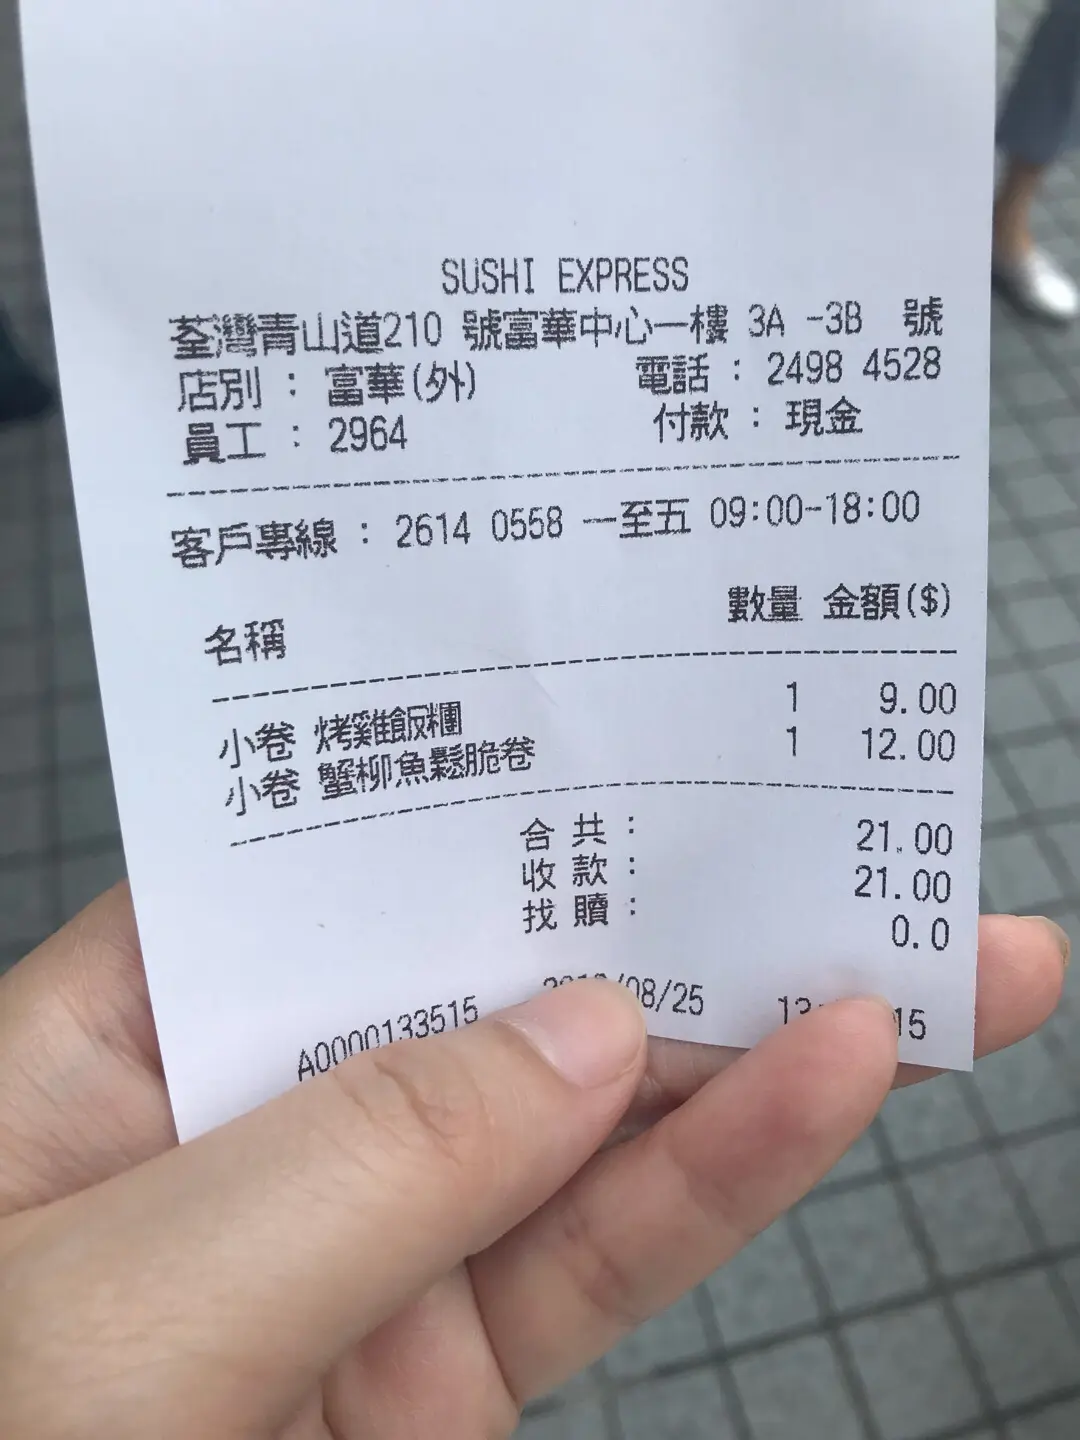 SUSHI EXPRESS
荃灣青山道210 號富華中心一樓 3A -3B 號
店別 : 富華(外) 電話 : 2498 4528
員工 : 2964 付款 : 現金
客戶專線 : 2614 0558 一至五 09:00-18:00
名稱 數量 金額($)
小卷 烤雞飯糰 1 9.00
小卷 蟹柳魚鬆脆卷 1 12.00
合 共 : 21.00
收 款 : 21.00
找 贖 : 0.0
A0000133515 /08/25 15